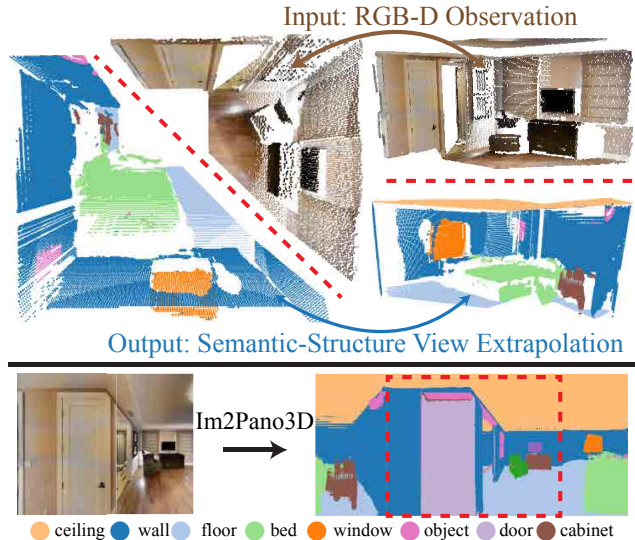 Input: RGB-D Observation
Output: Semantic-Structure View Extrapolation
Im2Pano3D
ceiling wall floor bed window object door cabinet